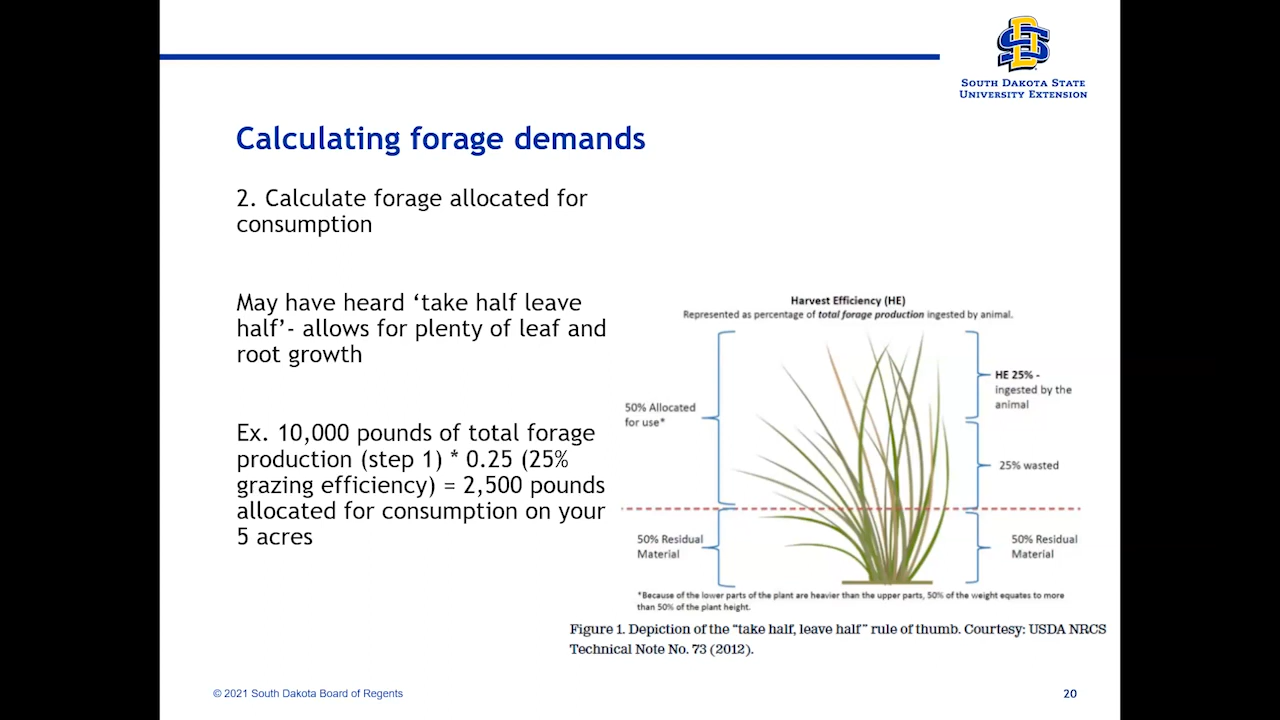 SOUTH DAKOTA STATE
UNIVERSITY EXTENSION
Calculating forage demands
2. Calculate forage allocated for
consumption
May have heard ‘take half leave
half’- allows for plenty of leaf and
root growth
Ex. 10,000 pounds of total forage
production (step 1) * 0.25 (25%
grazing efficiency) = 2,500 pounds
allocated for consumption on your
5 acres
Harvest Efficiency (HE)
Represented as percentage of total forage production ingested by animal.
50% Allocated
for use*
HE 25% -
ingested by the
animal
25% wasted
50% Residual
Material
50% Residual
Material
*Because of the lower parts of the plant are heavier than the upper parts, 50% of the weight equates to more
than 50% of the plant height.
Figure 1. Depiction of the “take half, leave half” rule of thumb. Courtesy: USDA NRCS
Technical Note No. 73 (2012).
© 2021 South Dakota Board of Regents
20